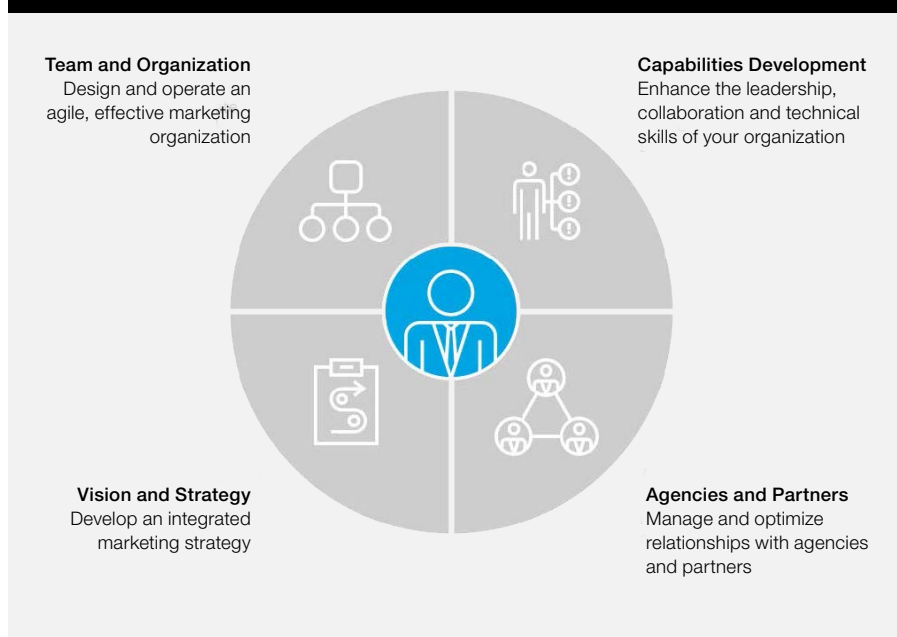 Team and Organization
Design and operate an
agile, effective marketing
organization
Capabilities Development
Enhance the leadership,
collaboration and technical
skills of your organization
Vision and Strategy
Develop an integrated
marketing strategy
Agencies and Partners
Manage and optimize
relationships with agencies
and partners